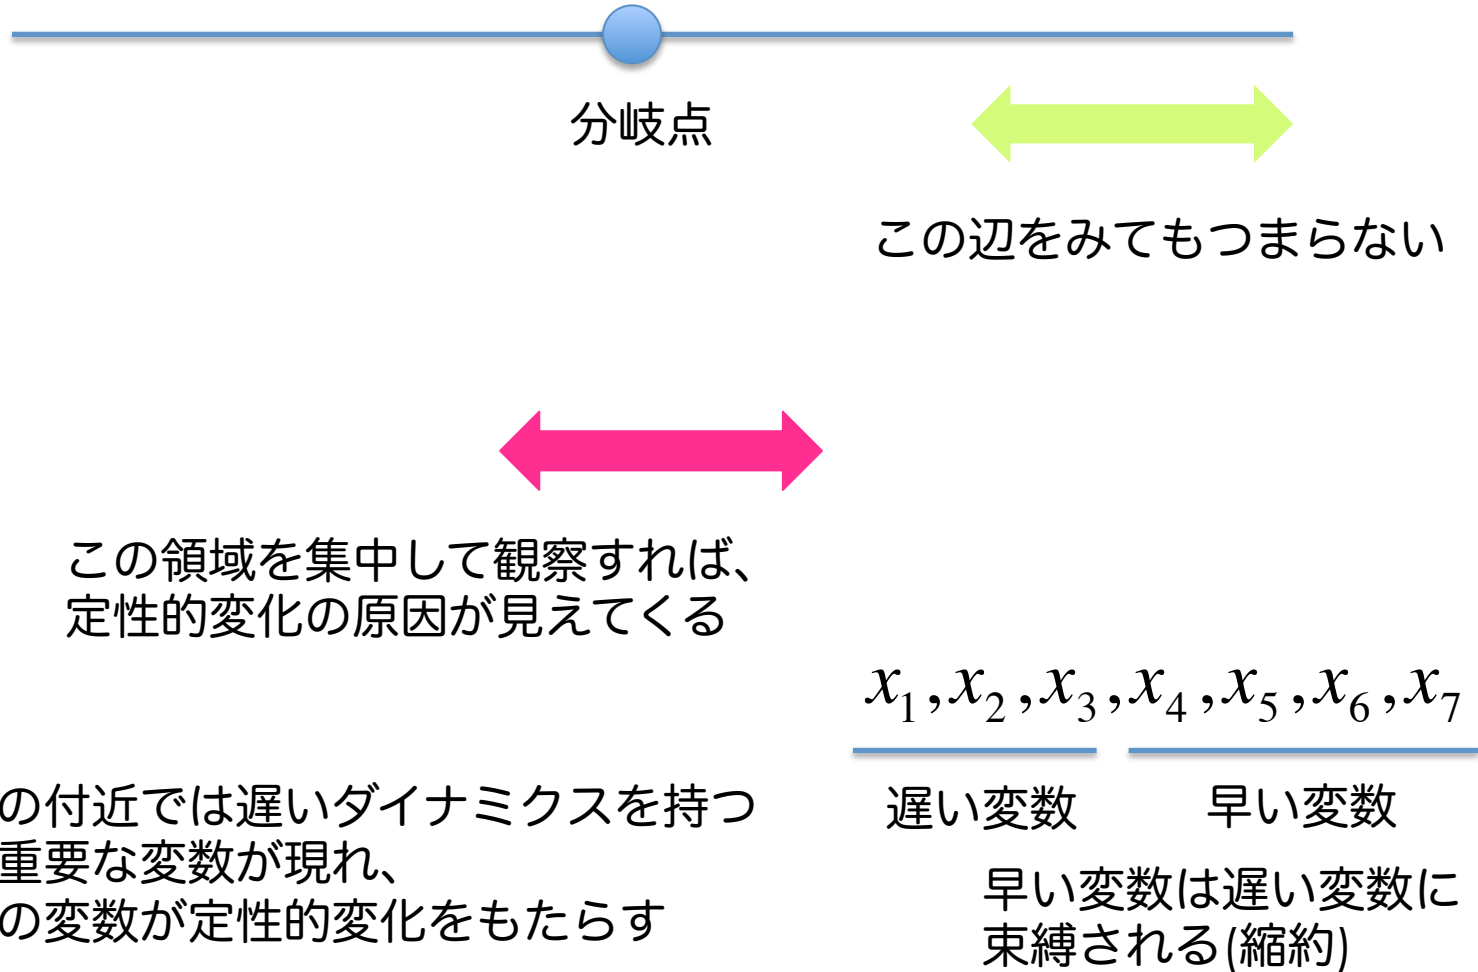 分岐点
この辺をみてもつまらない
この領域を集中して観察すれば、
定性的変化の原因が見えてくる
x₁,x₂,x₃,x₄,x₅,x₆,x₇
遅い変数
早い変数
の付近では遅いダイナミクスを持つ
重要な変数が現れ、
の変数が定性的変化をもたらす
早い変数は遅い変数に
束縛される(縮約)